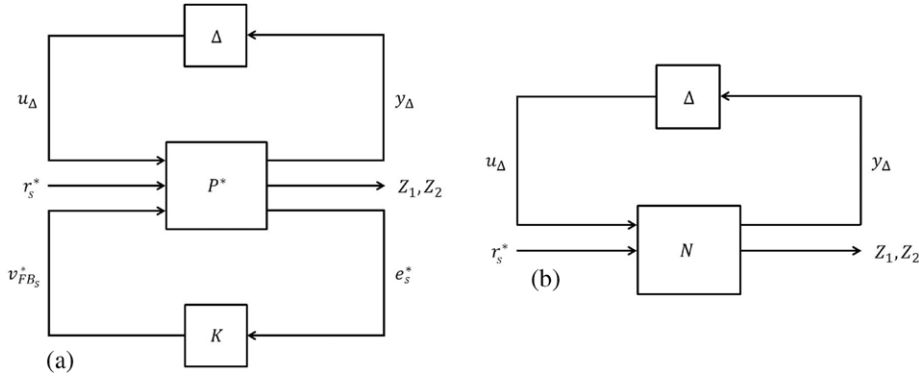 Δ
u_Δ
y_Δ
r_s^*
P^*
Z_1, Z_2
v_{FB_s}^*
e_s^*
K
(a)
Δ
u_Δ
y_Δ
r_s^*
N
Z_1, Z_2
(b)